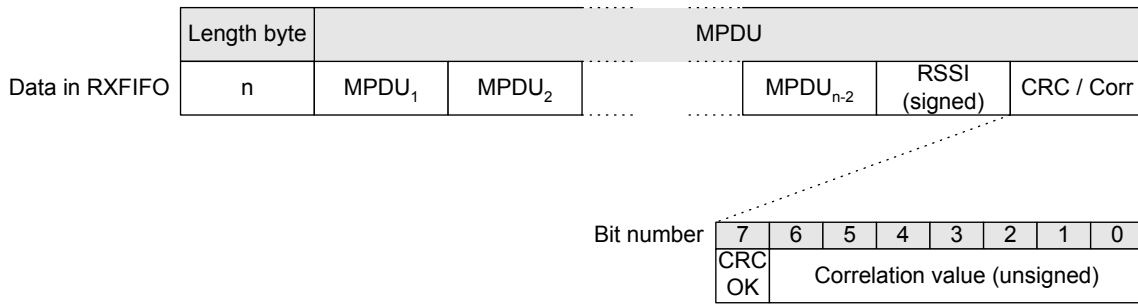 Length byte MPDU
Data in RXFIFO n MPDU1 MPDU2 MPDUn-2 RSSI (signed) CRC / Corr
Bit number 7 6 5 4 3 2 1 0
CRC OK Correlation value (unsigned)